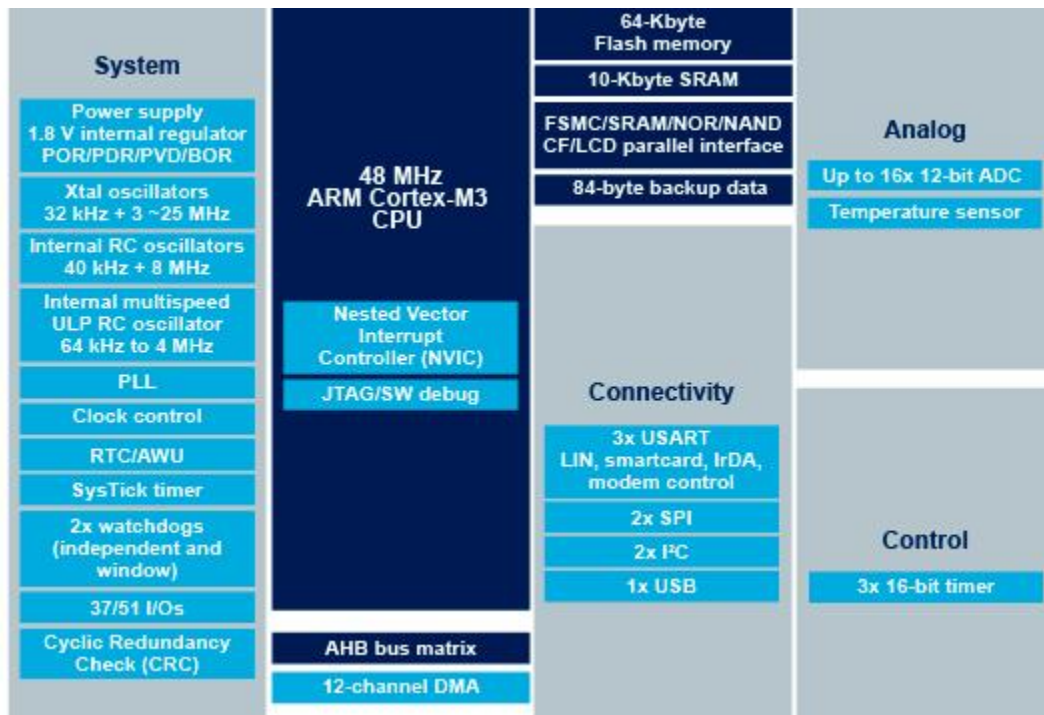 System
Power supply
1.8 V internal regulator
POR/PDR/PVD/BOR
Xtal oscillators
32 kHz + 3 ~25 MHz
Internal RC oscillators
40 kHz + 8 MHz
Internal multispeed
ULP RC oscillator
64 kHz to 4 MHz
PLL
Clock control
RTC/AWU
SysTick timer
2x watchdogs
(independent and
window)
37/51 I/Os
Cyclic Redundancy
Check (CRC)
48 MHz
ARM Cortex-M3
CPU
Nested Vector
Interrupt
Controller (NVIC)
JTAG/SW debug
AHB bus matrix
12-channel DMA
64-Kbyte
Flash memory
10-Kbyte SRAM
FSMC/SRAM/NOR/NAND
CF/LCD parallel interface
84-byte backup data
Connectivity
3x USART
LIN, smartcard, IrDA,
modem control
2x SPI
2x I²C
1x USB
Analog
Up to 16x 12-bit ADC
Temperature sensor
Control
3x 16-bit timer